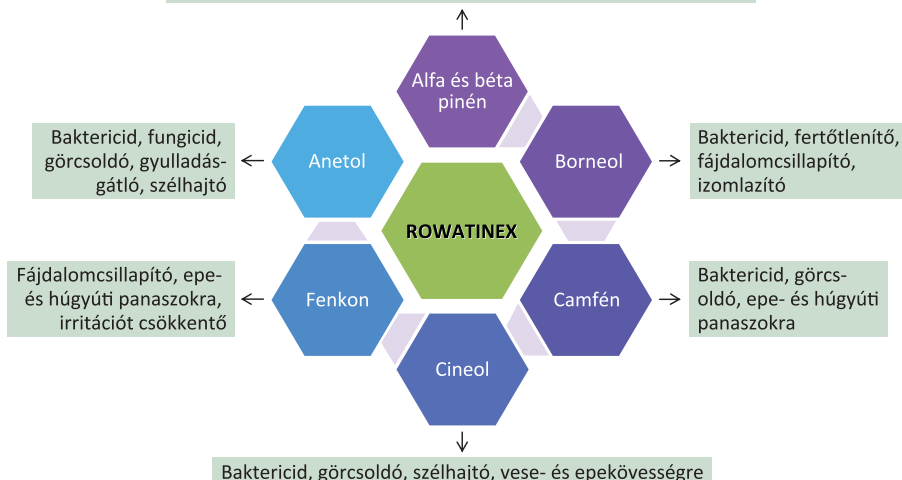 Alfa és béta
pinén
Baktericid, fungicid,
görcsoldó, gyulladás-
gátló, szélhajtó
Anetol
Borneol
Baktericid, fertőtlenítő,
fájdalomcsillapító,
izomlazító
ROWATINEX
Fájdalomcsillapító, epe-
és húgyúti panaszokra,
irritációt csökkentő
Fenkon
Camfén
Baktericid, görcs-
oldó, epe- és húgyúti
panaszokra
Cineol
Baktericid, görcsoldó, szélhajtó, vese- és epekövességre